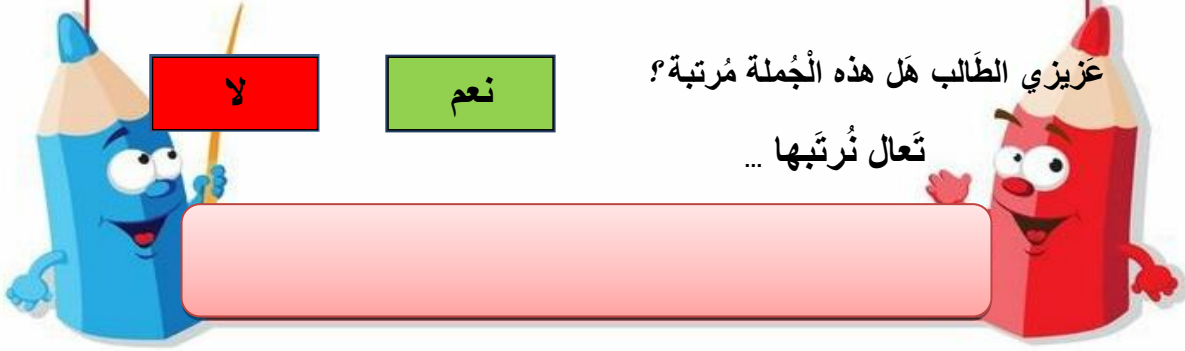 عَزيزي الطَالب هَل هذه الْجُملة مُرتبة؟
نعم
لا
تَعال نُرتَبها ...